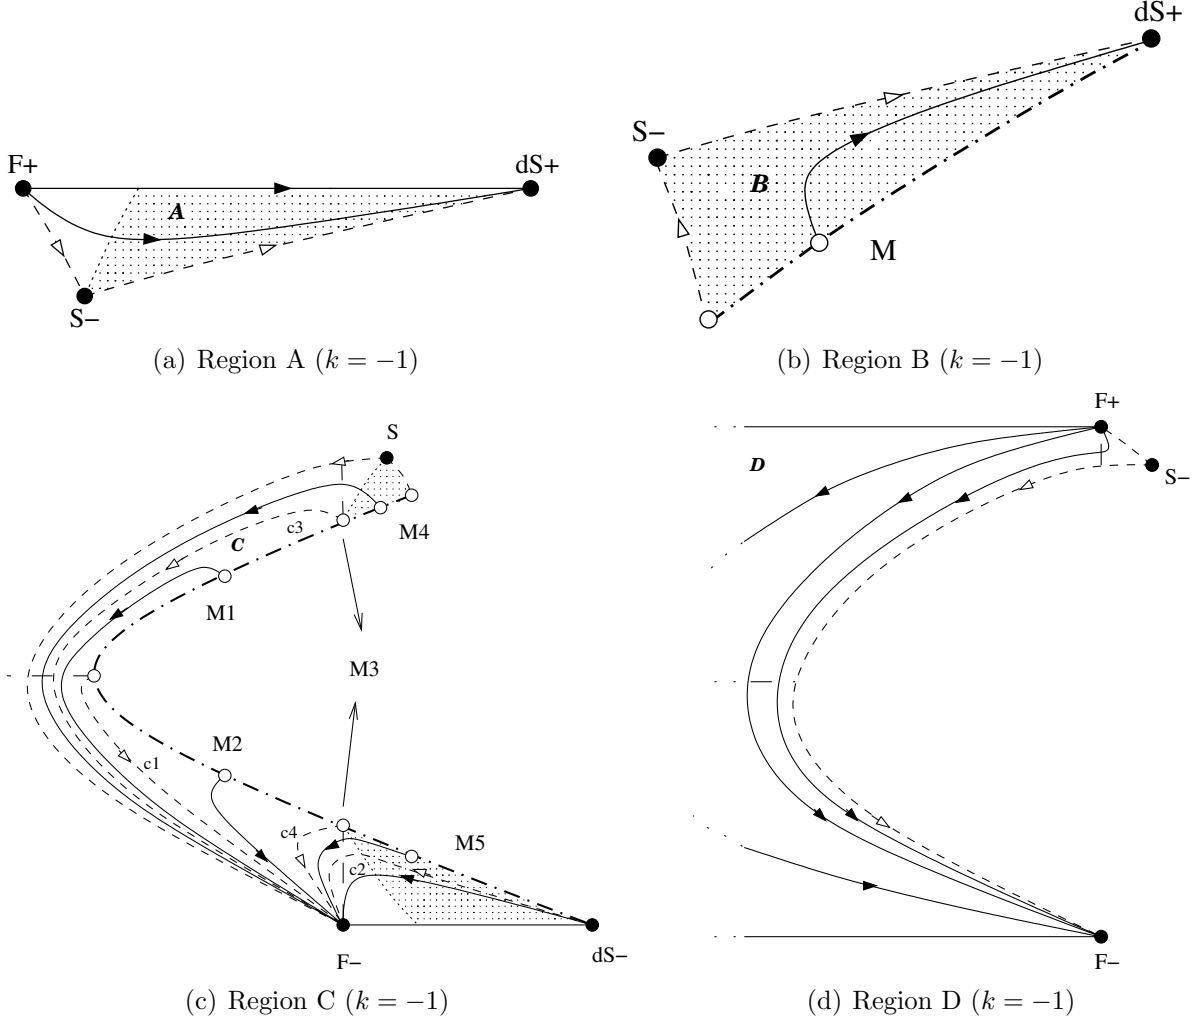 dS+
S−
F+
dS+
A
B
M
S−
(a) Region A (k = −1)
(b) Region B (k = −1)
F+
S
D
S−
c3
M4
C
M1
M3
M2
c1
c4
M5
c2
F−
dS−
F−
(c) Region C (k = −1)
(d) Region D (k = −1)